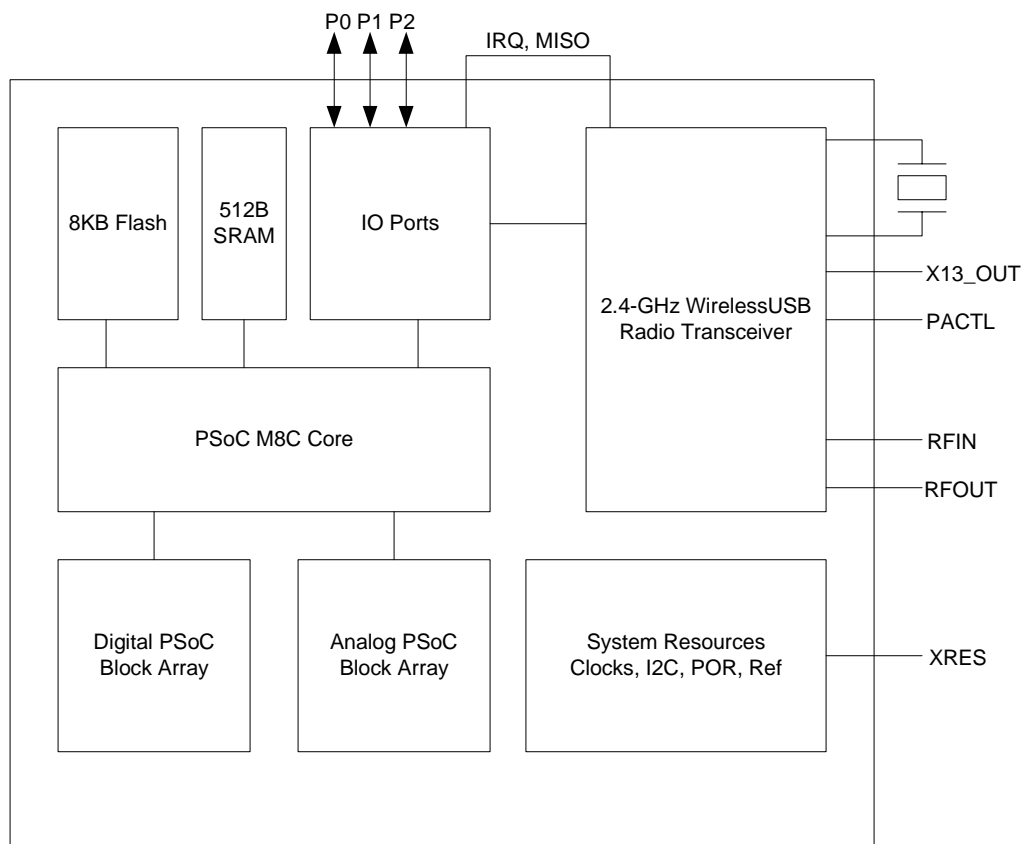 P0 P1 P2
IRQ, MISO
8KB Flash
512B
SRAM
IO Ports
2.4-GHz WirelessUSB
Radio Transceiver
X13_OUT
PACTL
PSoC M8C Core
RFIN
RFOUT
Digital PSoC
Block Array
Analog PSoC
Block Array
System Resources
Clocks, I2C, POR, Ref
XRES